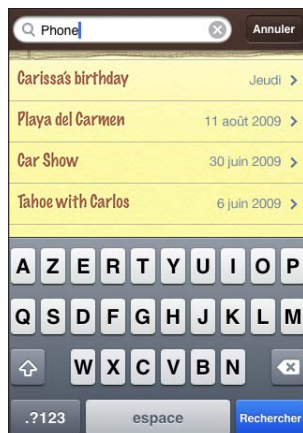 Phone
Annuler
Carissa's birthday Jeudi
Playa del Carmen 11 août 2009
Car Show 30 juin 2009
Tahoe with Carlos 6 juin 2009
A Z E R T Y U I O P
Q S D F G H J K L M
W X C V B N
.?123 espace Rechercher